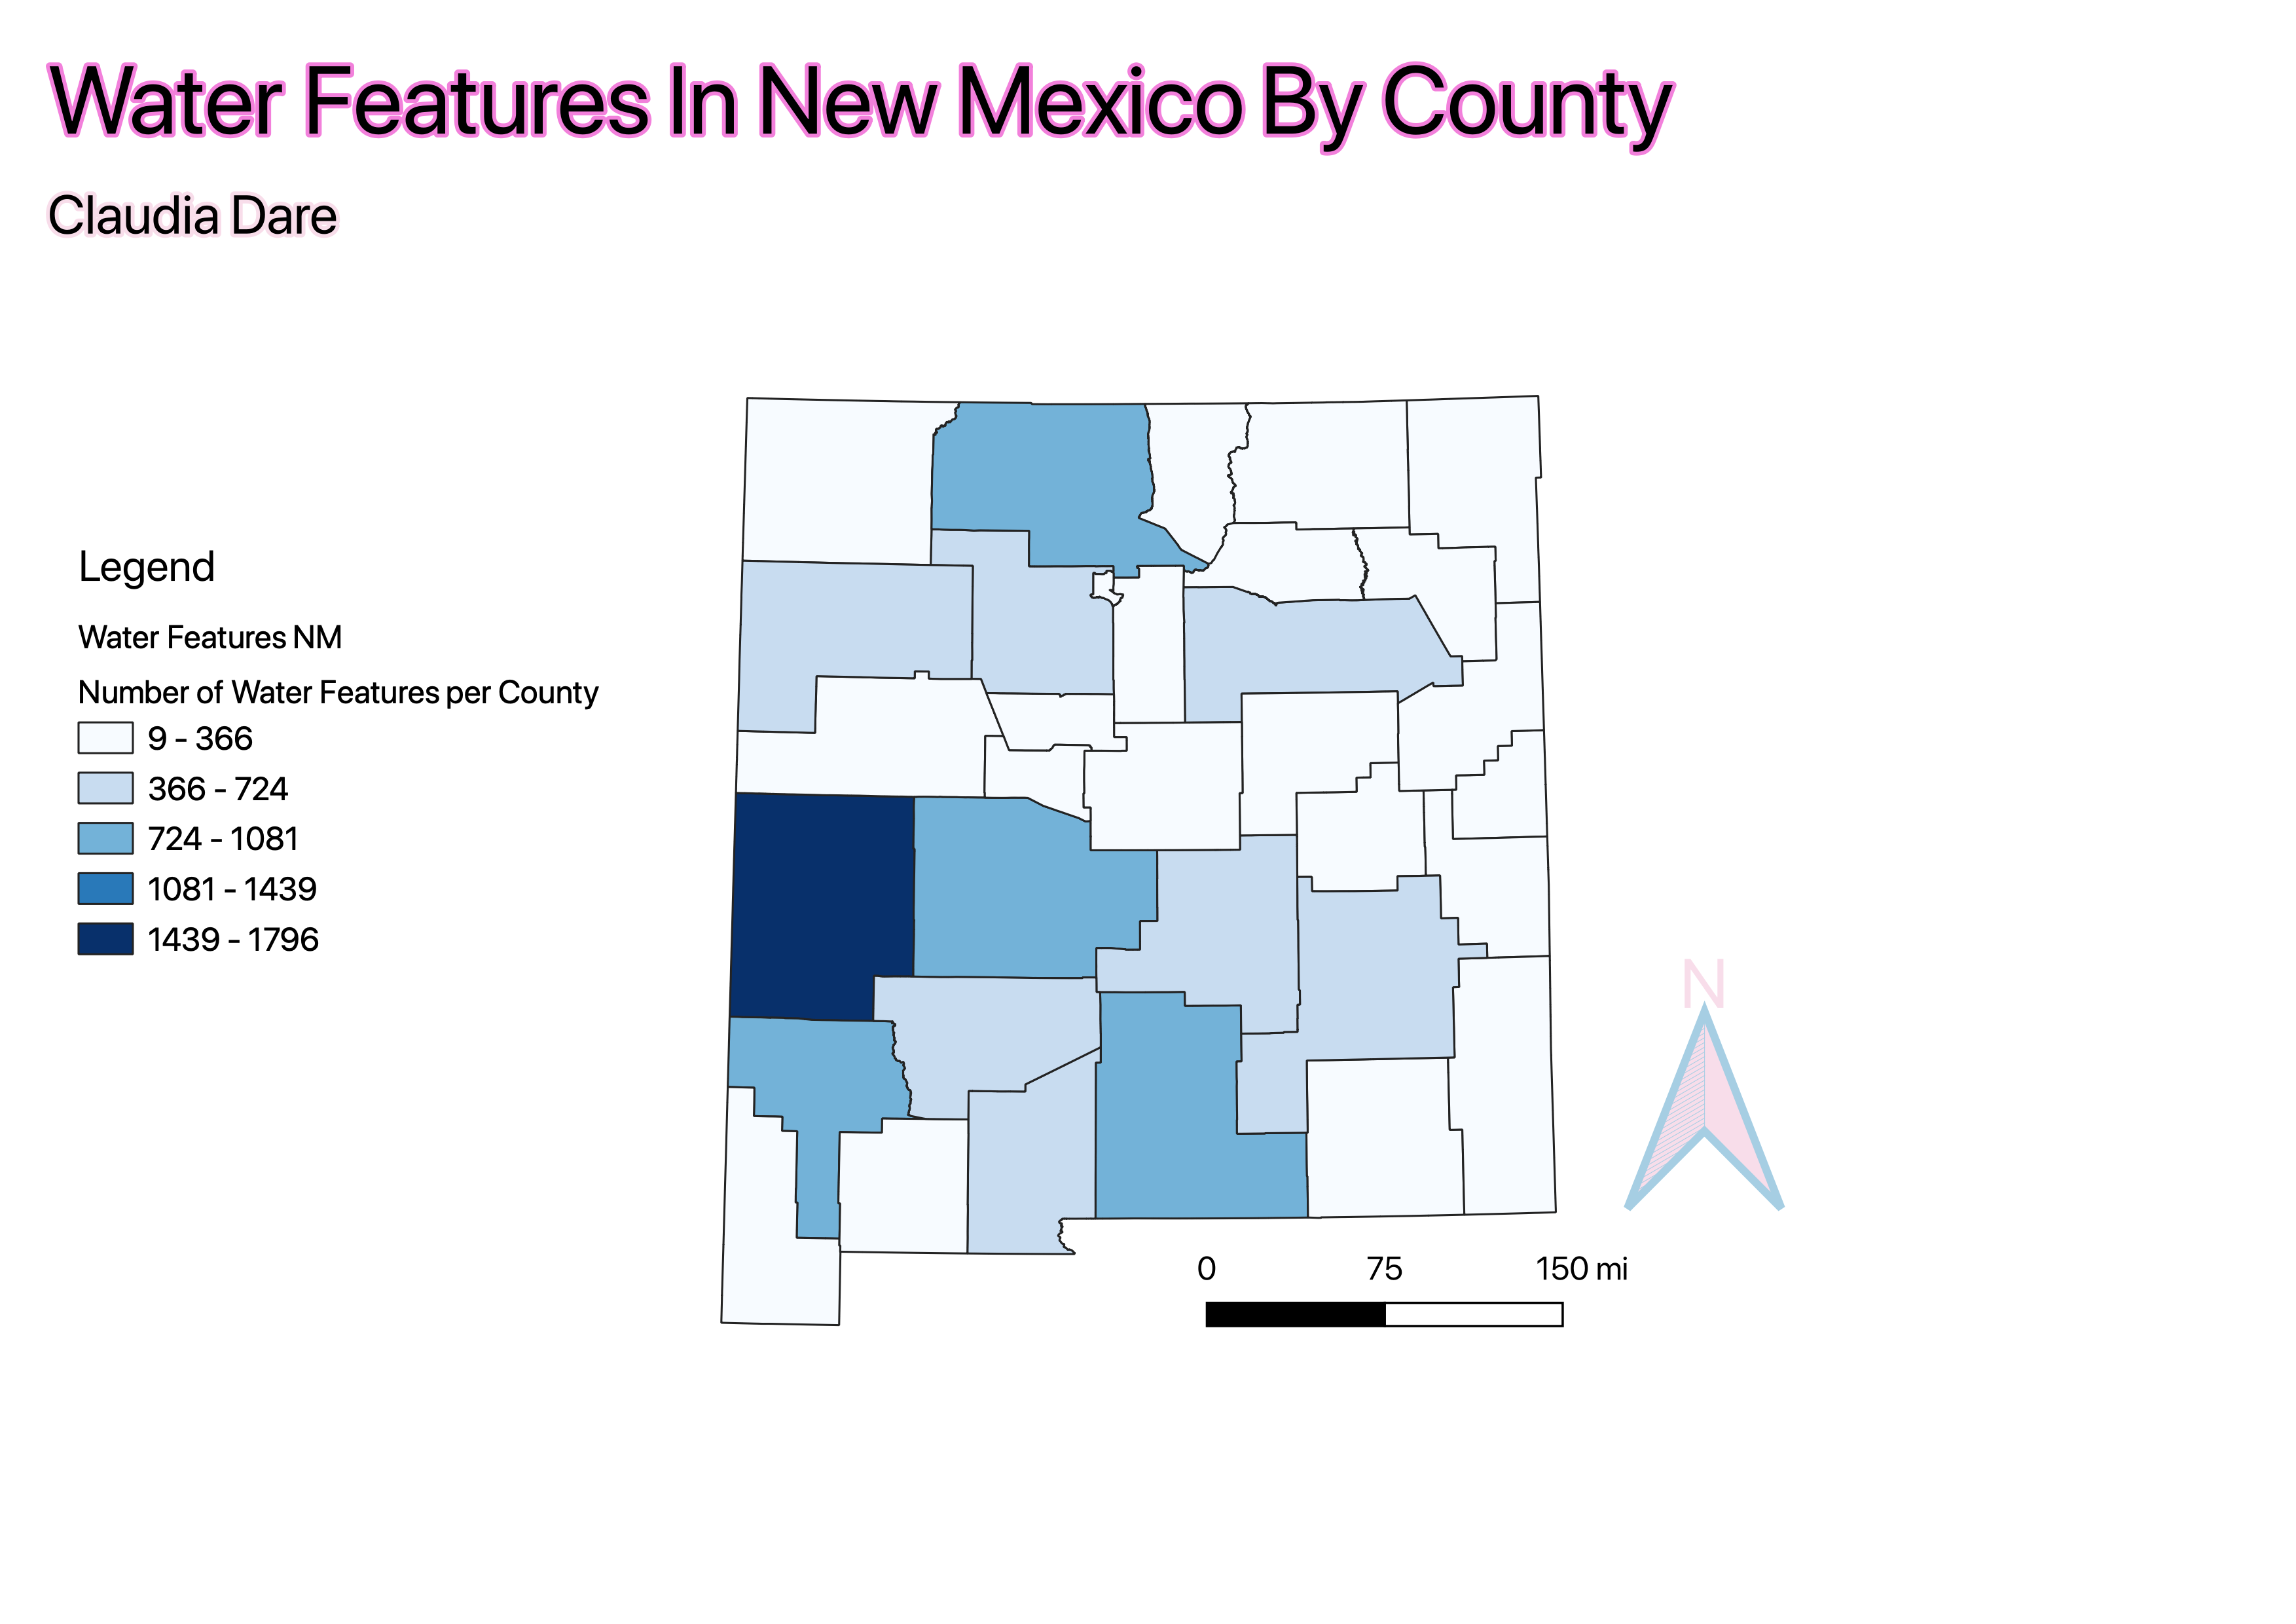 Water Features In New Mexico By County
Claudia Dare
Legend
Water Features NM
Number of Water Features per County
9 - 366
366 - 724
724 - 1081
1081 - 1439
1439 - 1796
N
0 75 150 mi